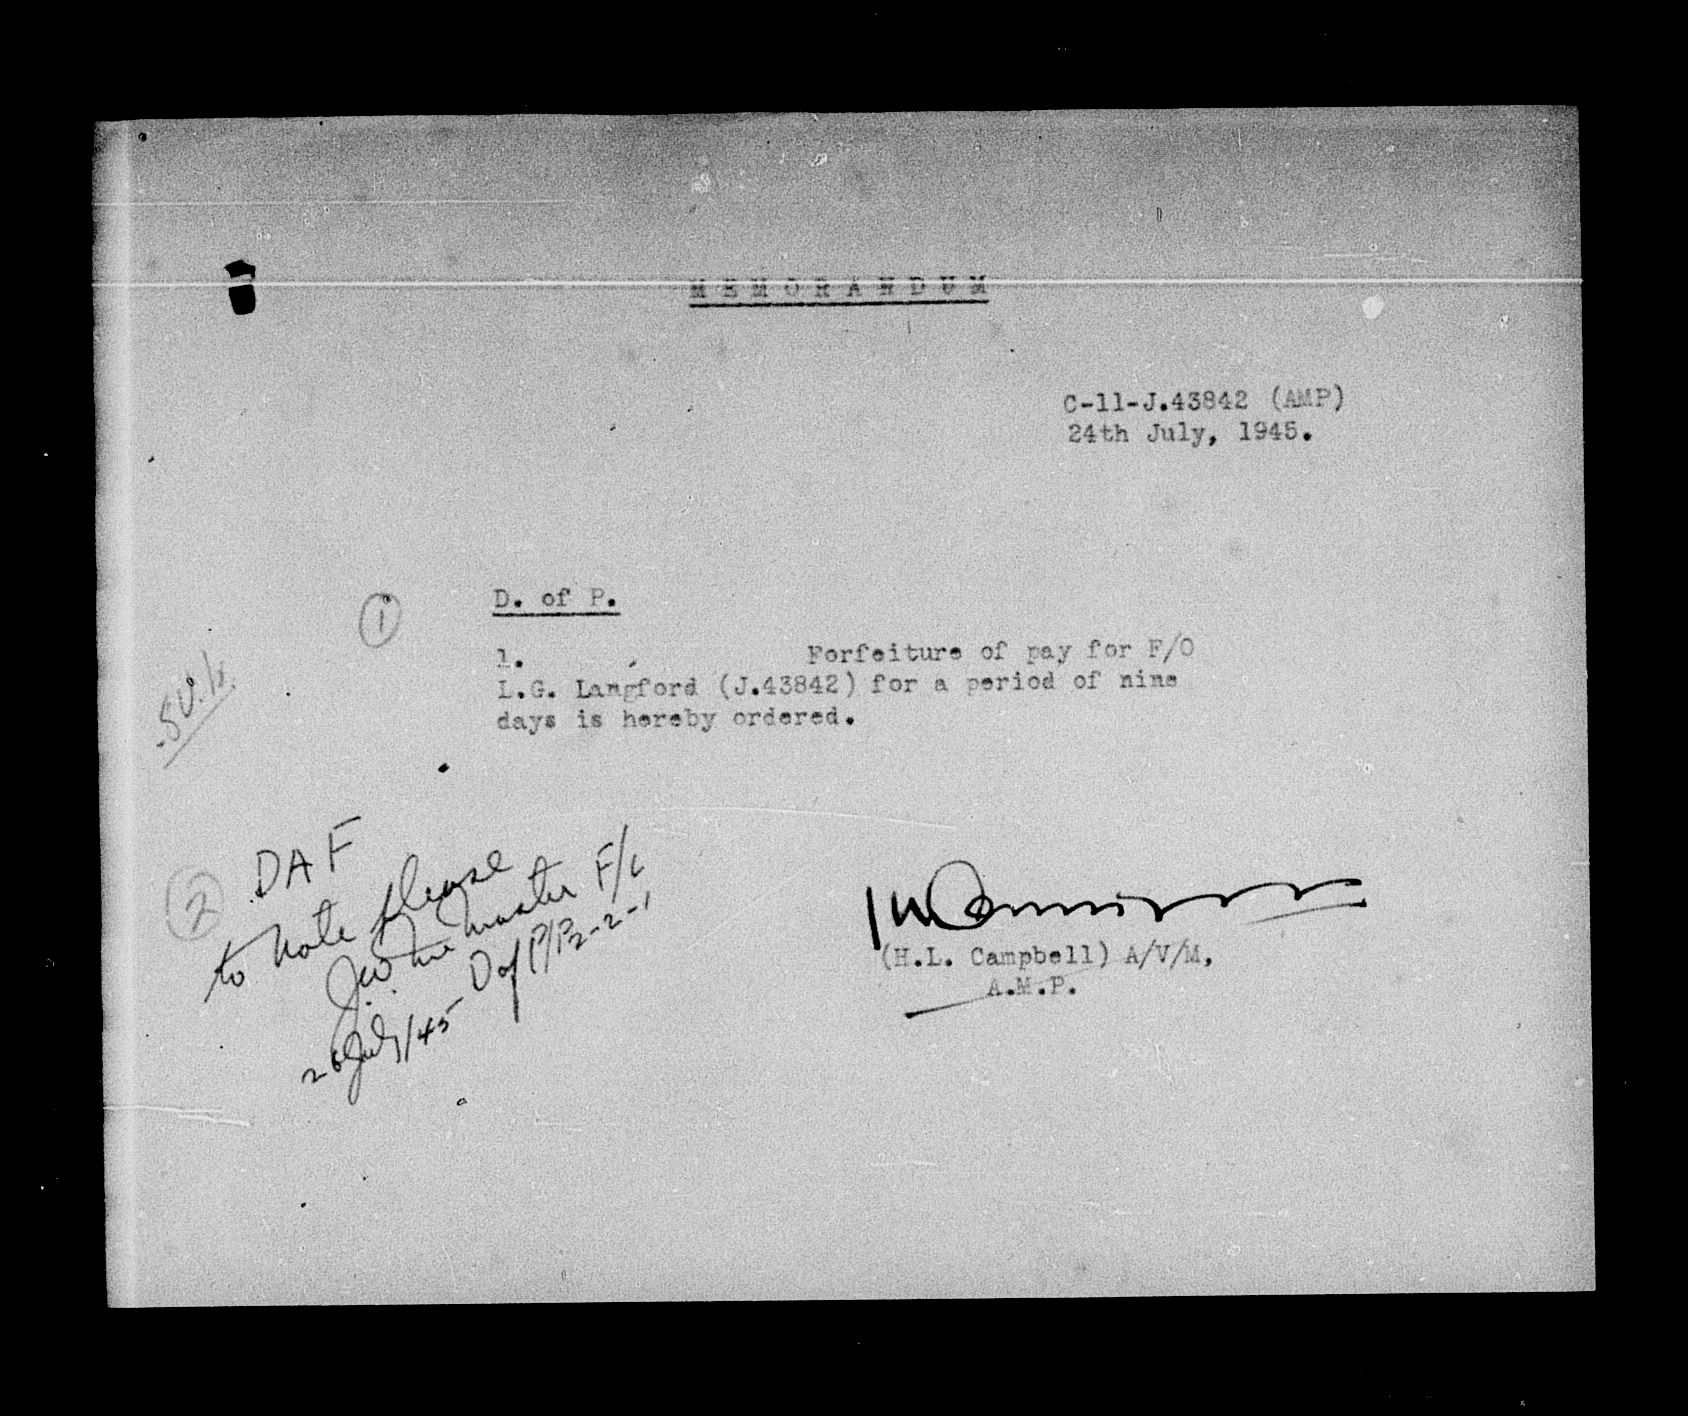 MEMORANDUM
C-11-J.43842 (AMP)
24th July, 1945.
1
D. of P.
1. Forfeiture of pay for F/O
L.G. Langford (J.43842) for a period of nine
days is hereby ordered.
2
DAF
to note please
F/L
D of P/P2-2-1
26 July/45
(H.L. Campbell) A/V/M,
A.M.P.